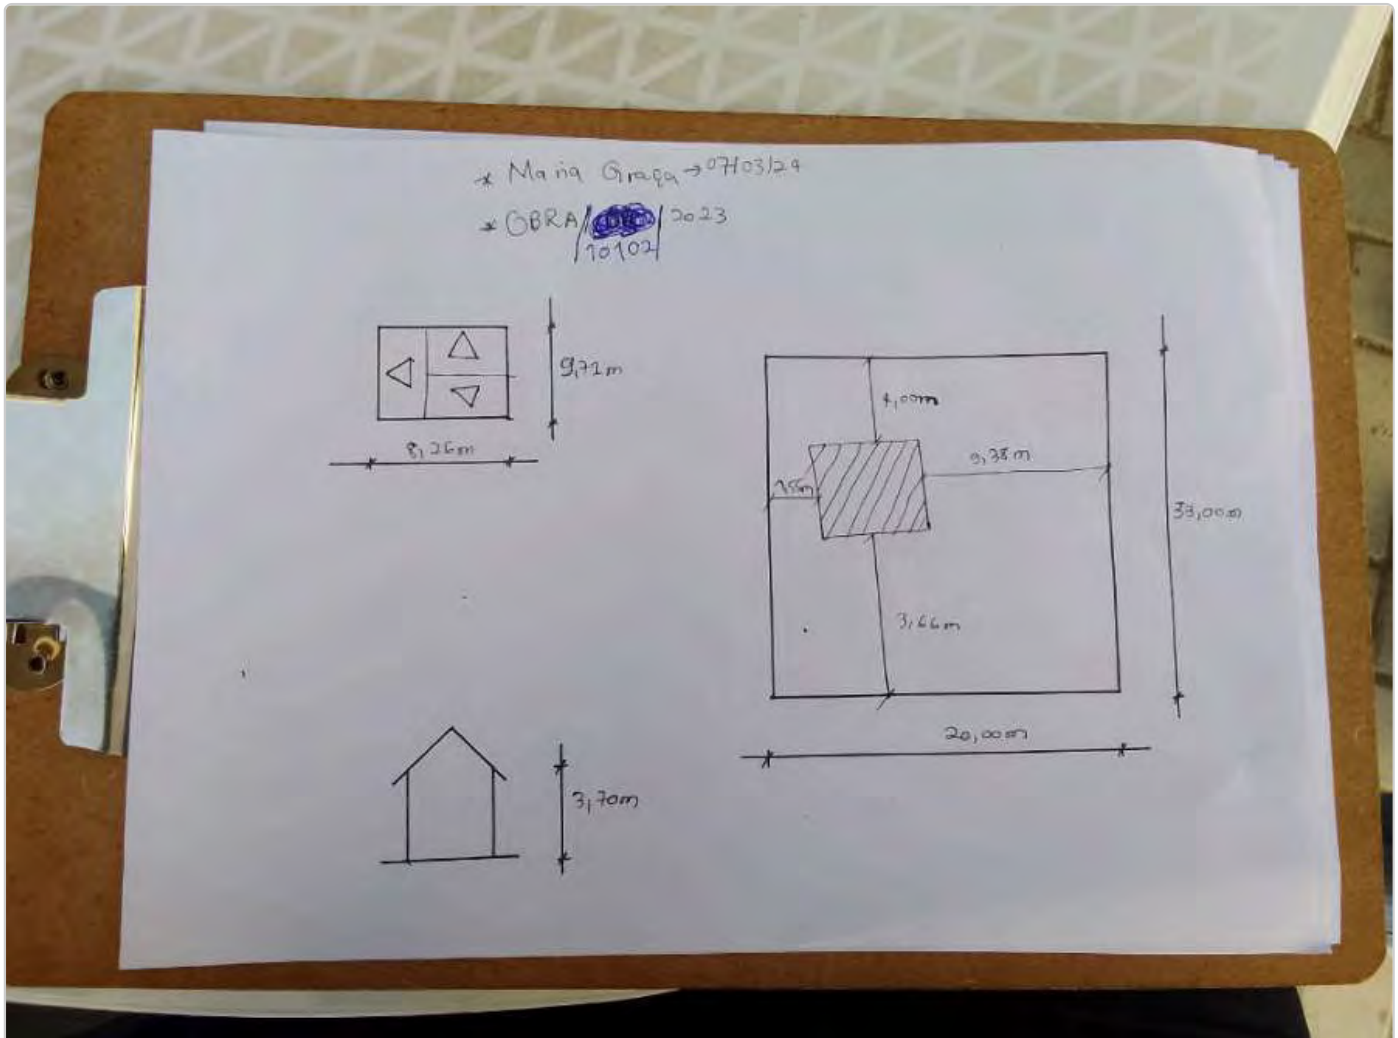 * Maria Graça → 07/03/24
* OBRA/ /2023
10102
9,71m
8,26m
4,00m
9,38m
33,00m
3,66m
20,00m
3,70m